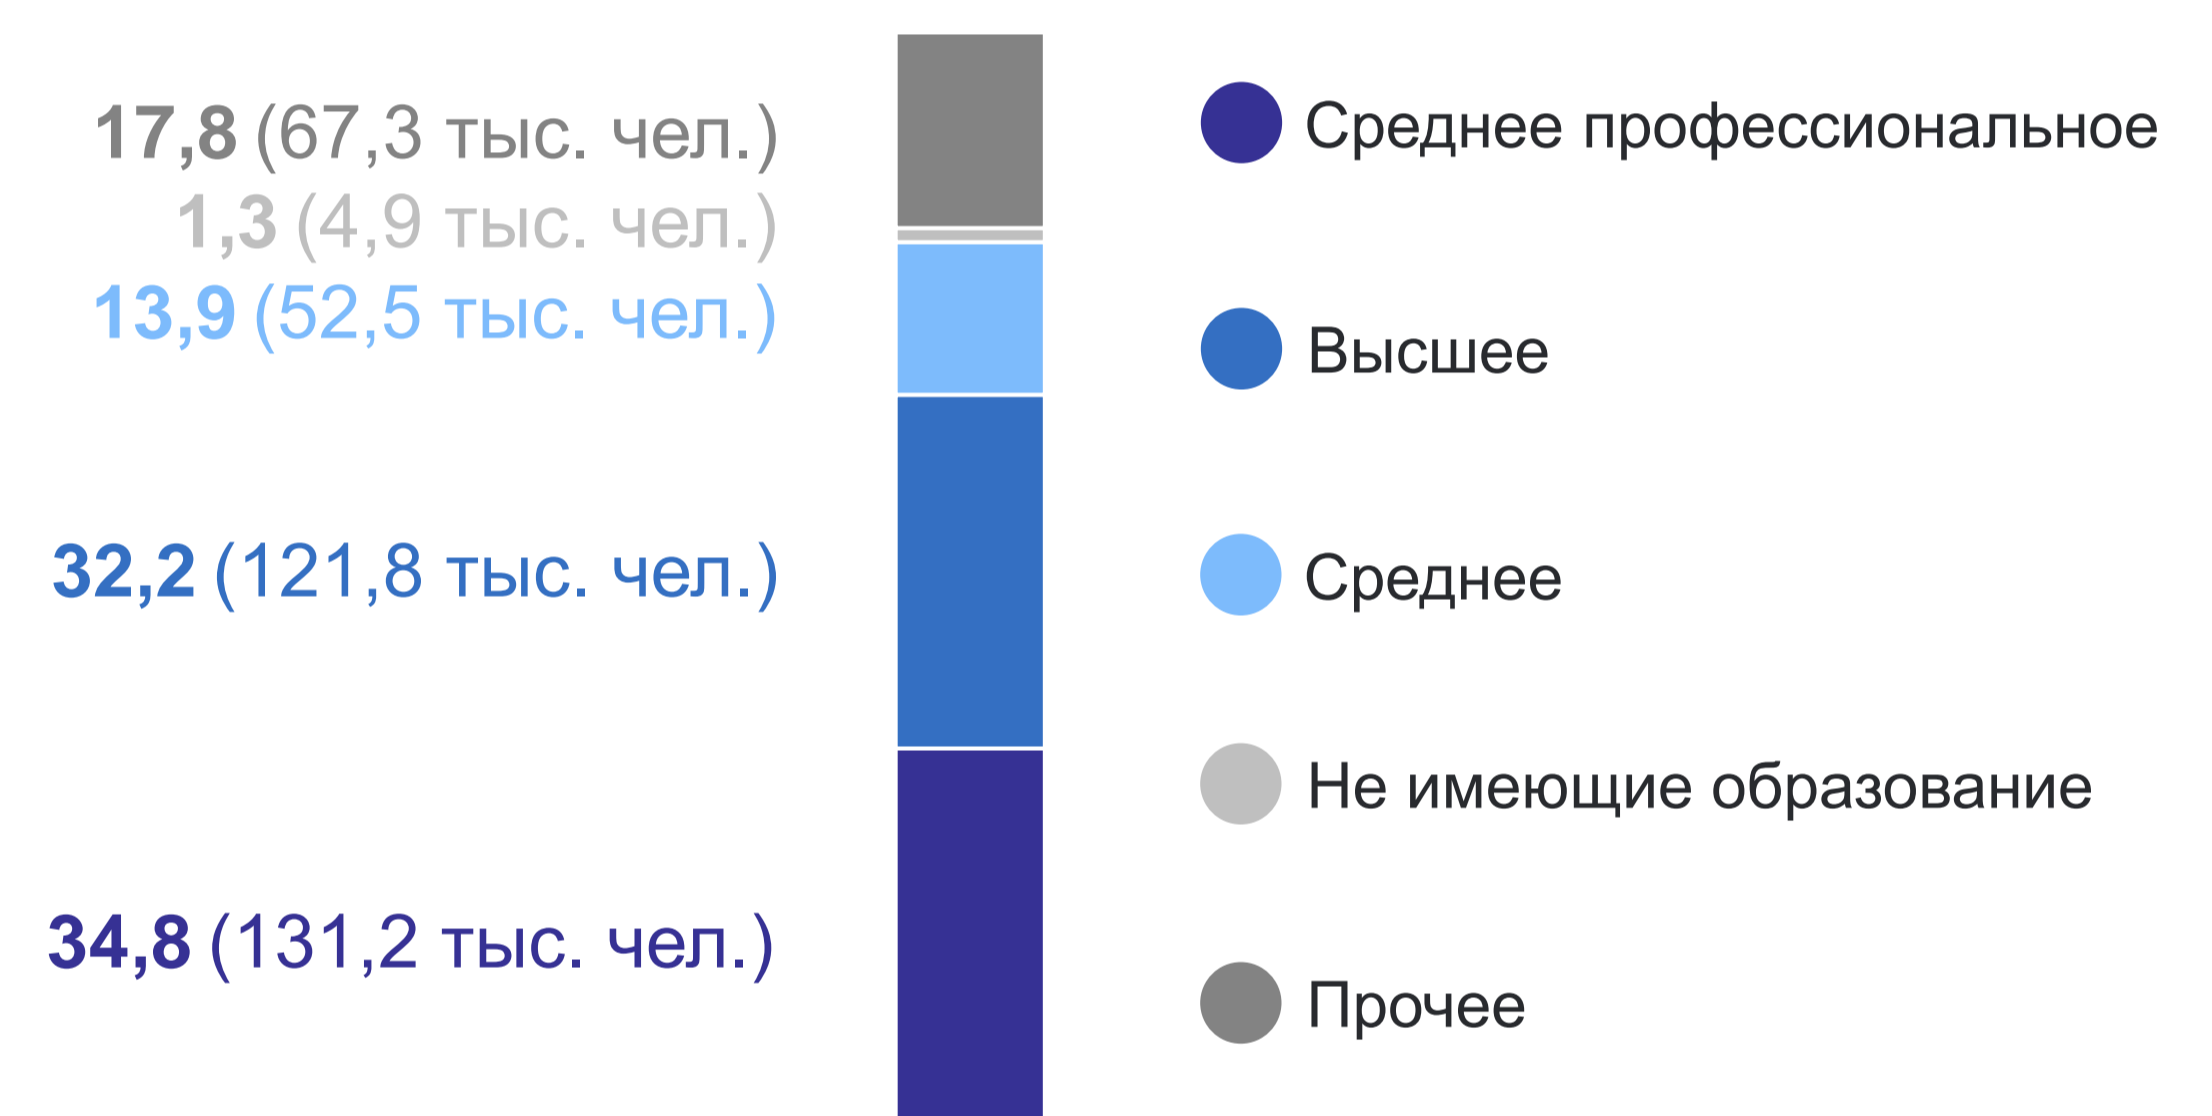 17,8 (67,3 тыс. чел.)
1,3 (4,9 тыс. чел.)
13,9 (52,5 тыс. чел.)
32,2 (121,8 тыс. чел.)
34,8 (131,2 тыс. чел.)
Среднее профессиональное
Высшее
Среднее
Не имеющие образование
Прочее